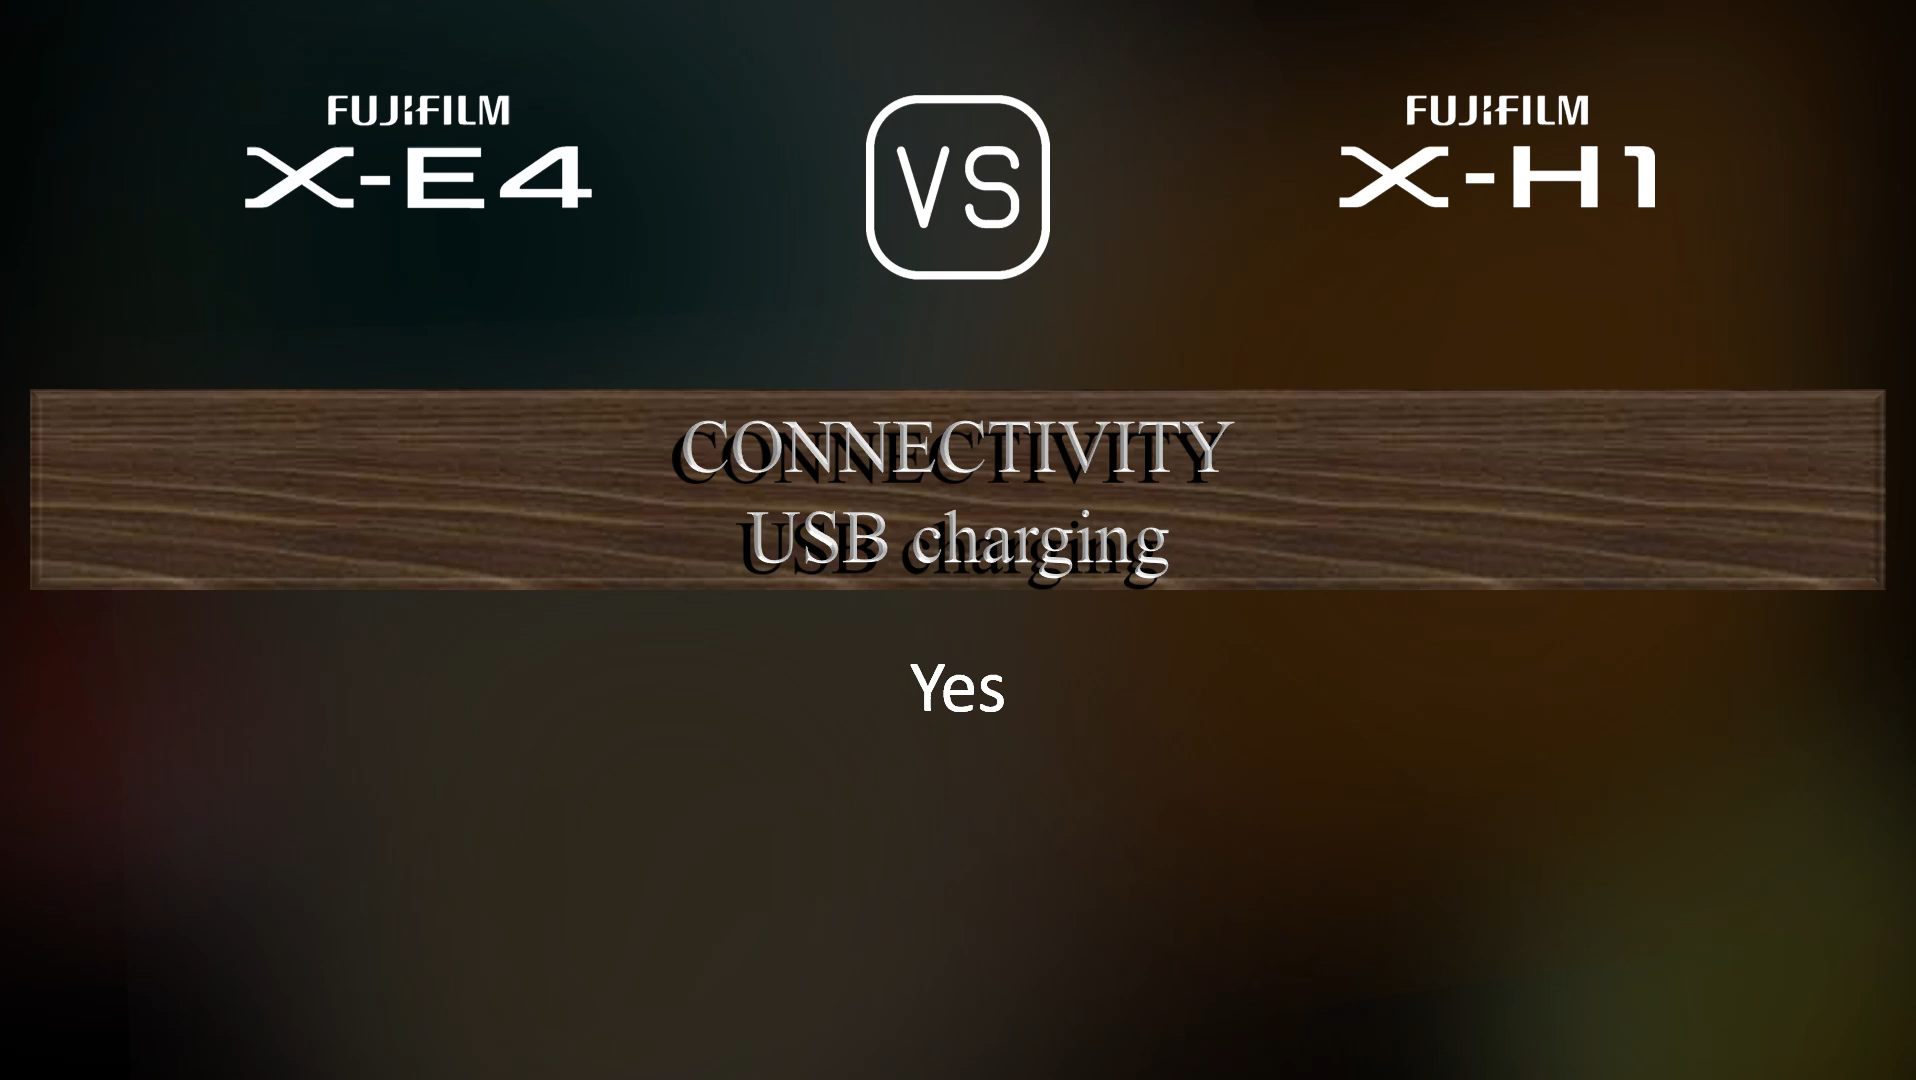 FUJIFILM
X-E4
VS
FUJIFILM
X-H1
CONNECTIVITY
USB charging
Yes